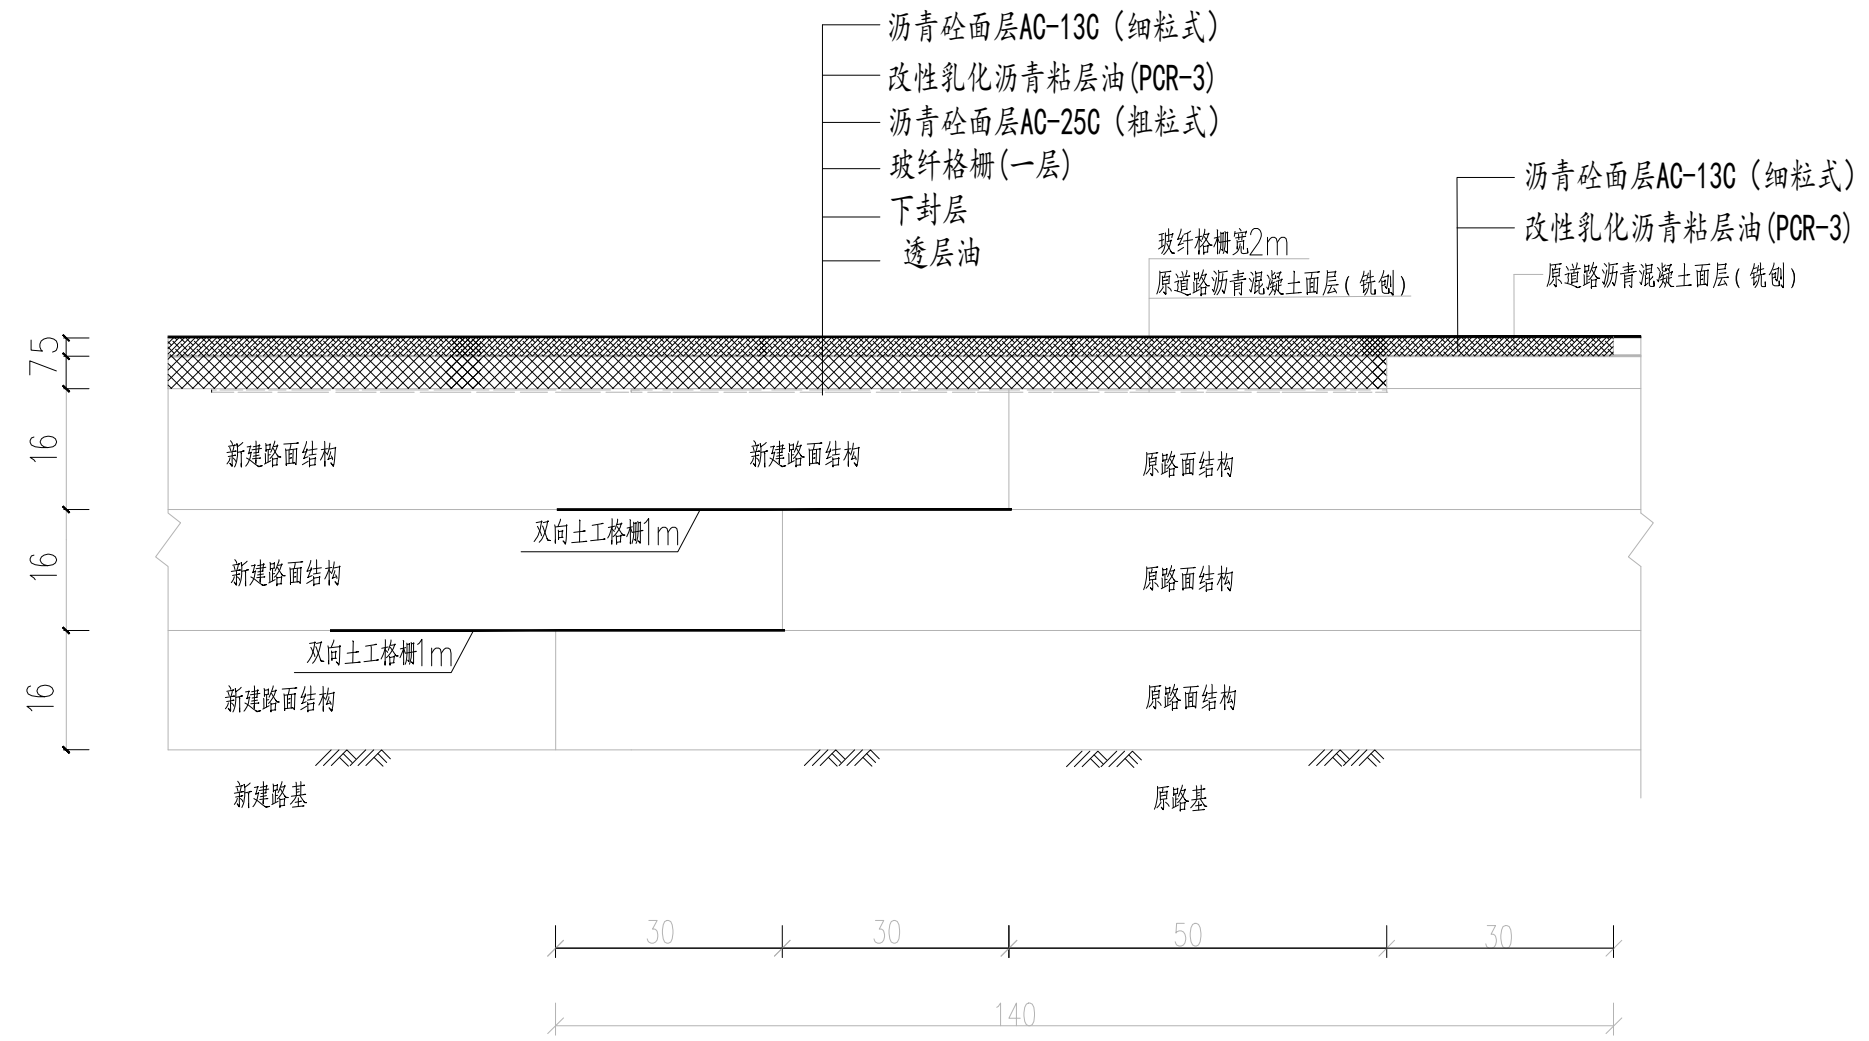 沥青砼面层AC-13C（细粒式）
改性乳化沥青粘层油(PCR-3)
沥青砼面层AC-25C（粗粒式）
玻纤格栅(一层)
下封层
透层油
沥青砼面层AC-13C（细粒式）
改性乳化沥青粘层油(PCR-3)
玻纤格栅宽2m
原道路沥青混凝土面层(铣刨)
原道路沥青混凝土面层(铣刨)
5
7
16
新建路面结构
新建路面结构
原路面结构
双向土工格栅1m
16
新建路面结构
原路面结构
双向土工格栅1m
16
新建路面结构
原路面结构
新建路基
原路基
30
30
50
30
140